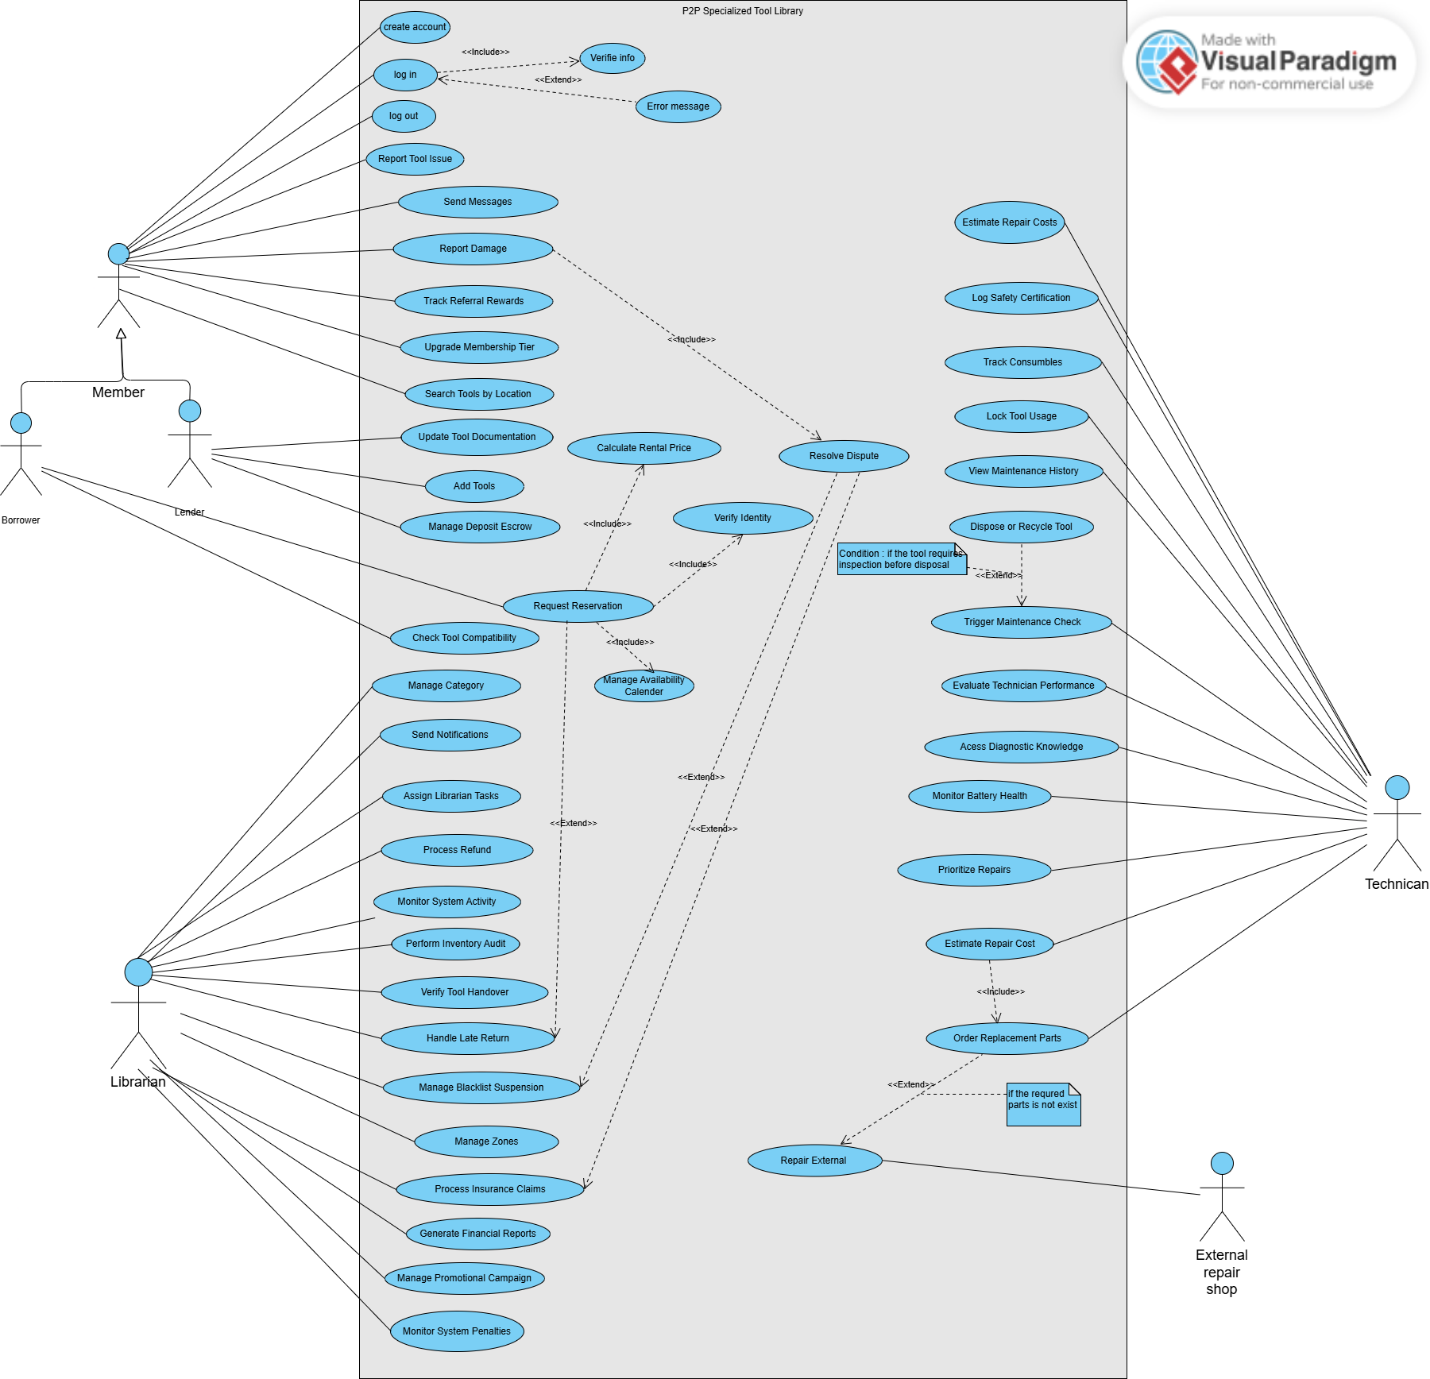 P2P Specialized Tool Library
Made with
Visual Paradigm
For non-commercial use
create account
log in
<<Include>>
Verifie info
<<Extend>>
Error message
log out
Report Tool Issue
Send Messages
Report Damage
Track Referral Rewards
Upgrade Membership Tier
Search Tools by Location
Update Tool Documentation
Add Tools
Manage Deposit Escrow
Member
Borrower
Lender
<<Include>>
Calculate Rental Price
Resolve Dispute
<<Include>>
Verify Identity
<<Include>>
Request Reservation
<<Include>>
Check Tool Compatibility
Manage Availability
Calender
Manage Category
Send Notifications
Assign Librarian Tasks
Process Refund
Monitor System Activity
Perform Inventory Audit
Verify Tool Handover
Handle Late Return
Manage Blacklist Suspension
Manage Zones
Process Insurance Claims
Generate Financial Reports
Manage Promotional Campaign
Monitor System Penalties
Librarian
<<Extend>>
<<Extend>>
<<Extend>>
Estimate Repair Costs
Log Safety Certification
Track Consumbles
Lock Tool Usage
View Maintenance History
Dispose or Recycle Tool
Condition : if the tool requires
inspection before disposal
<<Extend>>
Trigger Maintenance Check
Evaluate Technician Performance
Acess Diagnostic Knowledge
Monitor Battery Health
Prioritize Repairs
Estimate Repair Cost
<<Include>>
Order Replacement Parts
<<Extend>>
if the requred
parts is not exist
Repair External
Technican
External
repair
shop